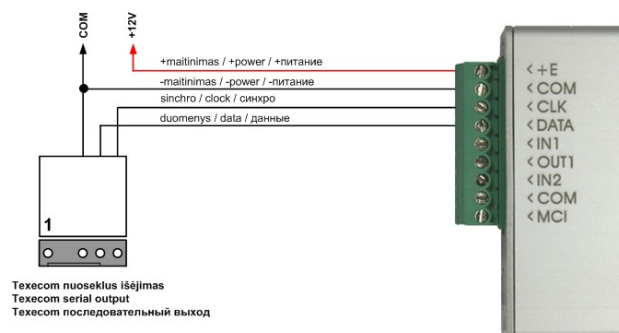 COM
+12V
+maitinimas / +power / +питание
-maitinimas / -power / -питание
sinchro / clock / синхро
duomenys / data / данные
<+E
<COM
<CLK
<DATA
<IN1
<OUT1
<IN2
<COM
<MCI
1
Texecom nuoseklus išėjimas
Texecom serial output
Texecom последовательный выход